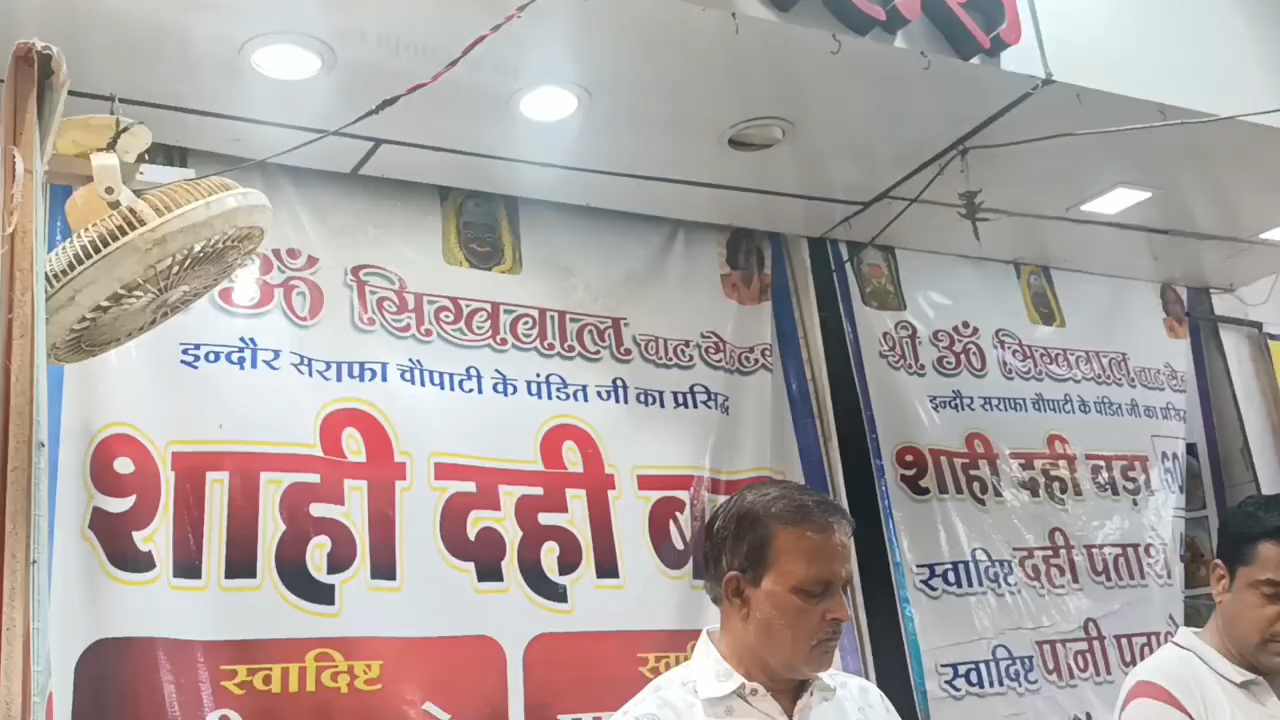 ॐ सिखवाल चाट सेन्टर
इन्दौर सराफा चौपाटी के पंडित जी का प्रसिद्ध
शाही दही
स्वादिष्ट
श्री ॐ सिखवाल चाट
इन्दौर सराफा चौपाटी के पंडित जी का प्रसिद्ध
शाही दही बड़ा 60
स्वादिष्ट दही पताशे
स्वादिष्ट पानी पताशे